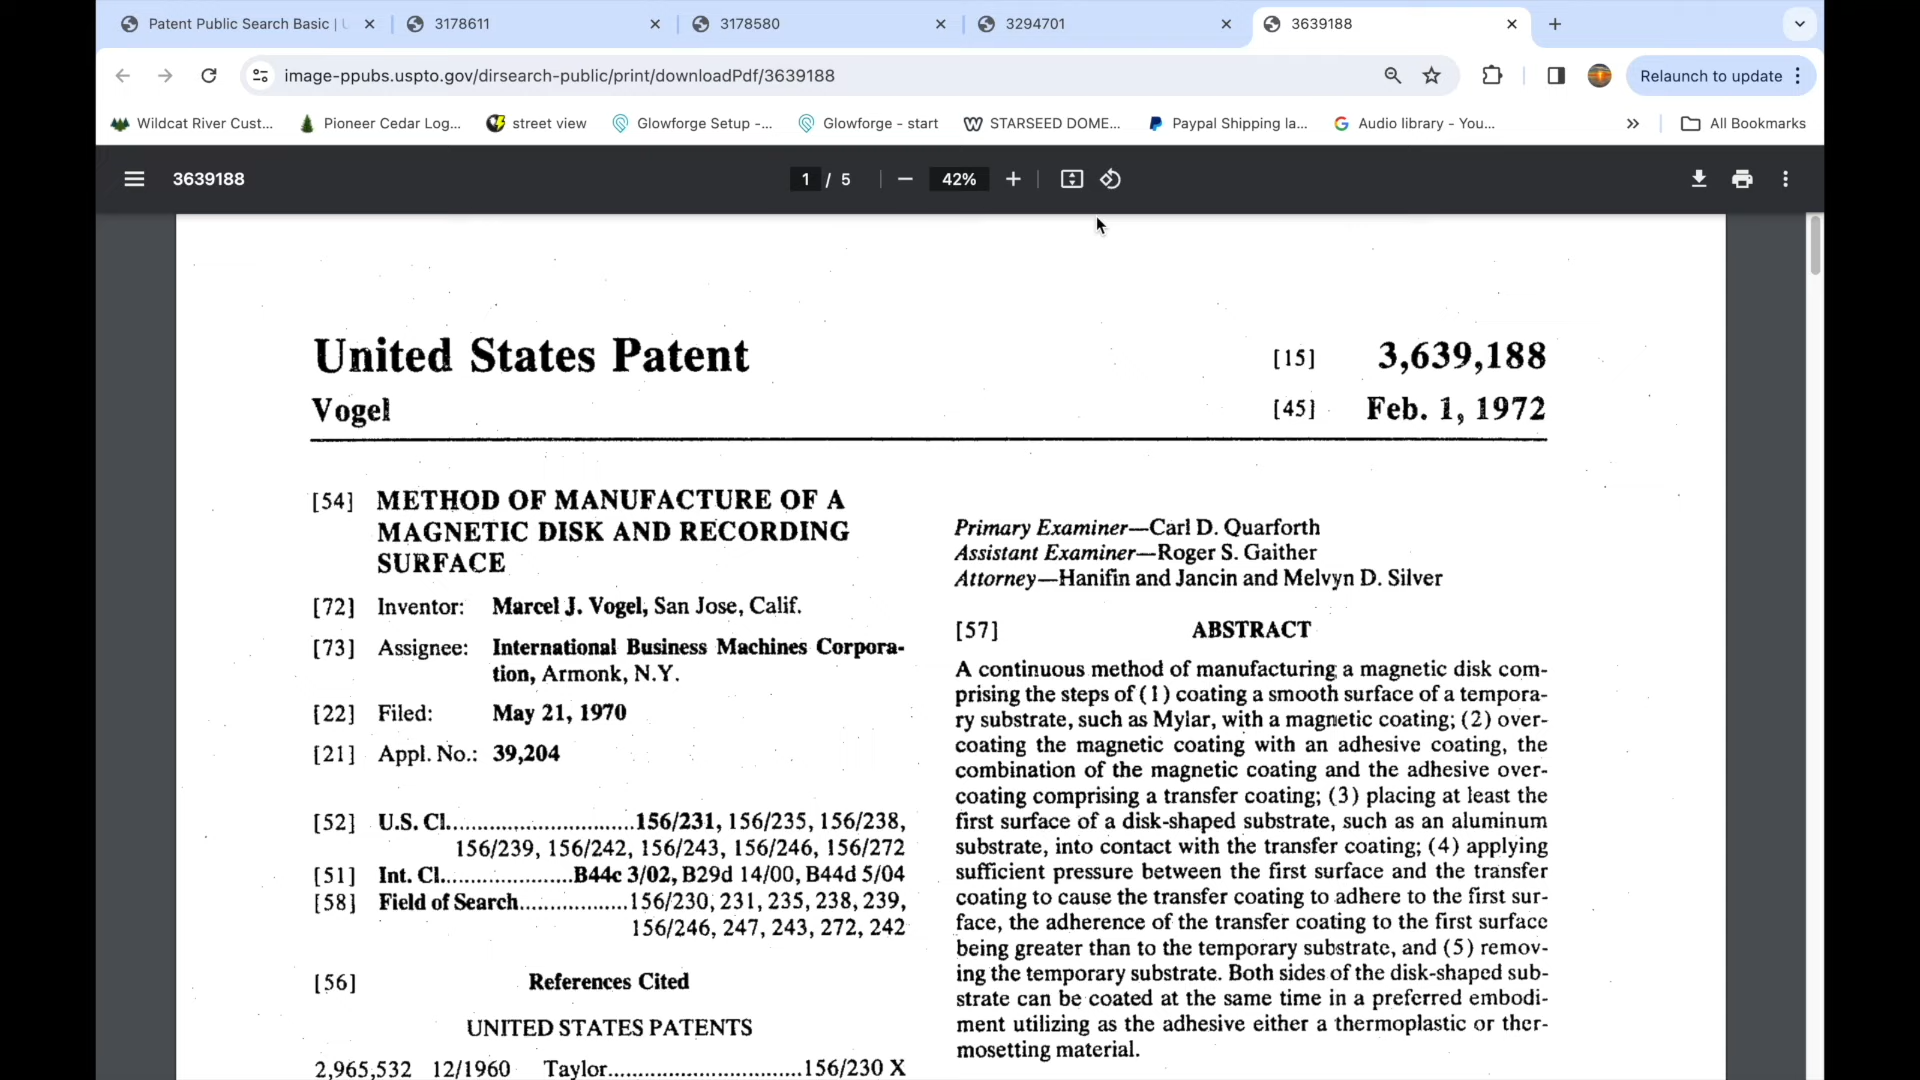 Patent Public Search Basic |
3178611
3178580
3294701
3639188
image-ppubs.uspto.gov/dirsearch-public/print/downloadPdf/3639188
Relaunch to update
Wildcat River Cust...
Pioneer Cedar Log...
street view
Glowforge Setup -...
Glowforge - start
STARSEED DOME...
Paypal Shipping la...
Audio library - You...
All Bookmarks
3639188
1 / 5
42%
United States Patent
[15] 3,639,188
Vogel
[45] Feb. 1, 1972
[54] METHOD OF MANUFACTURE OF A
MAGNETIC DISK AND RECORDING
SURFACE
[72] Inventor: Marcel J. Vogel, San Jose, Calif.
[73] Assignee: International Business Machines Corpora-
tion, Armonk, N.Y.
[22] Filed: May 21, 1970
[21] Appl. No.: 39,204
[52] U.S. Cl..............................156/231, 156/235, 156/238,
156/239, 156/242, 156/243, 156/246, 156/272
[51] Int. Cl.....................B44c 3/02, B29d 14/00, B44d 5/04
[58] Field of Search..................156/230, 231, 235, 238, 239,
156/246, 247, 243, 272, 242
[56] References Cited
UNITED STATES PATENTS
2,965,532 12/1960 Taylor................................156/230 X
Primary Examiner—Carl D. Quarforth
Assistant Examiner—Roger S. Gaither
Attorney—Hanifin and Jancin and Melvyn D. Silver
[57] ABSTRACT
A continuous method of manufacturing a magnetic disk com-
prising the steps of (1) coating a smooth surface of a tempora-
ry substrate, such as Mylar, with a magnetic coating; (2) over-
coating the magnetic coating with an adhesive coating, the
combination of the magnetic coating and the adhesive over-
coating comprising a transfer coating; (3) placing at least the
first surface of a disk-shaped substrate, such as an aluminum
substrate, into contact with the transfer coating; (4) applying
sufficient pressure between the first surface and the transfer
coating to cause the transfer coating to adhere to the first sur-
face, the adherence of the transfer coating to the first surface
being greater than to the temporary substrate, and (5) remov-
ing the temporary substrate. Both sides of the disk-shaped sub-
strate can be coated at the same time in a preferred embodi-
ment utilizing as the adhesive either a thermoplastic or ther-
mosetting material.